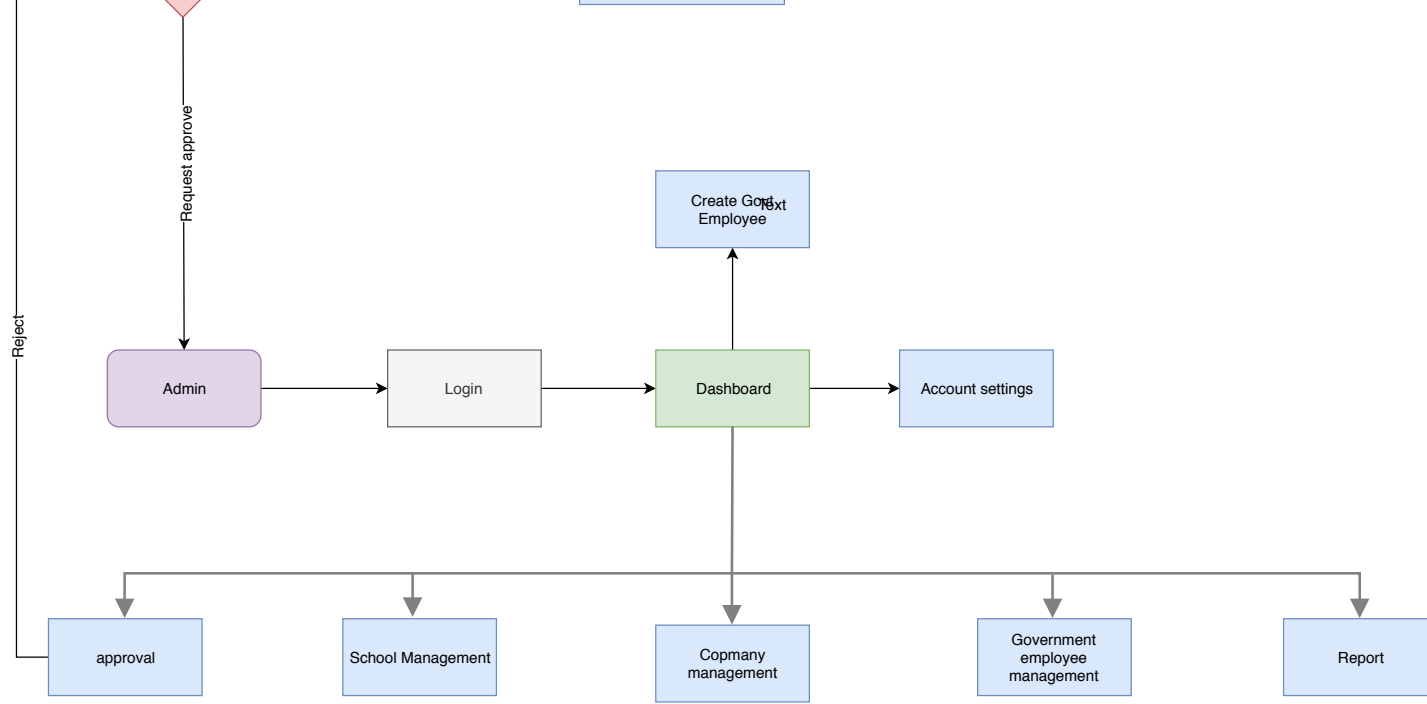 Request approve
Create Govt
Text
Employee
Reject
Admin
Login
Dashboard
Account settings
approval
School Management
Copmany
management
Government
employee
management
Report